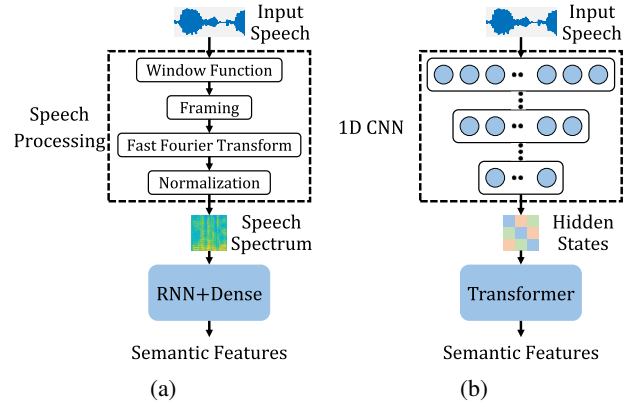 Input
Speech
Window Function
Framing
Speech
Processing
Fast Fourier Transform
Normalization
Speech
Spectrum
RNN+Dense
Semantic Features
(a)
Input
Speech
1D CNN
Hidden
States
Transformer
Semantic Features
(b)